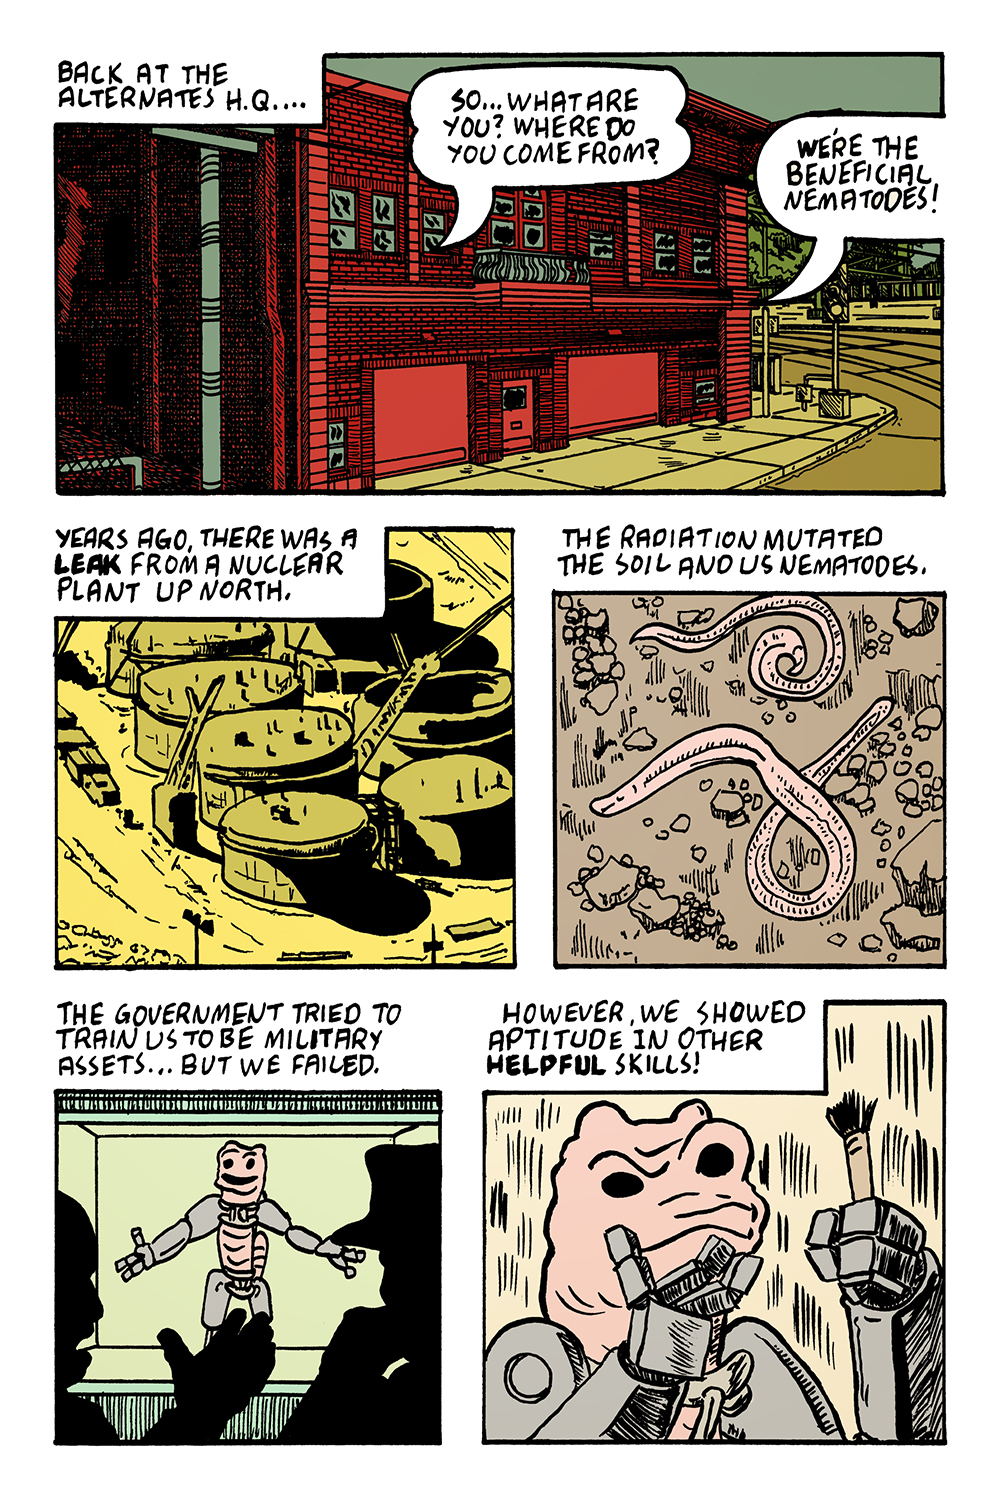 BACK AT THE
ALTERNATES H.Q....
SO...WHAT ARE
YOU? WHERE DO
YOU COME FROM?
WE'RE THE
BENEFICIAL
NEMATODES!
YEARS AGO, THERE WAS A
LEAK FROM A NUCLEAR
PLANT UP NORTH.
THE RADIATION MUTATED
THE SOIL AND US NEMATODES.
THE GOVERNMENT TRIED TO
TRAIN US TO BE MILITARY
ASSETS... BUT WE FAILED.
HOWEVER, WE SHOWED
APTITUDE IN OTHER
HELPFUL SKILLS!